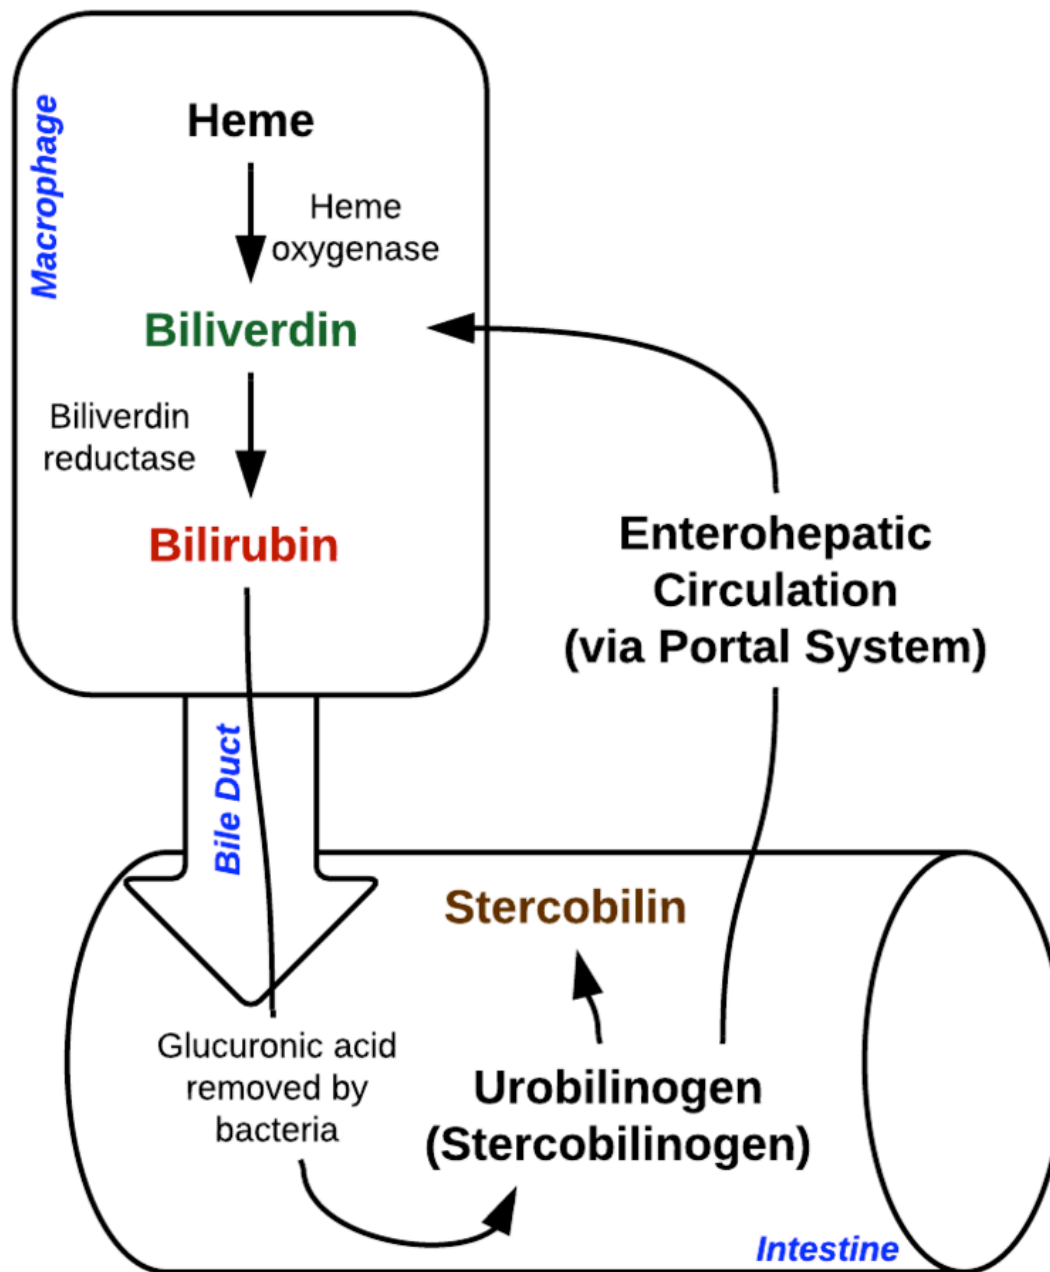 Macrophage
Heme
Heme
oxygenase
Biliverdin
Biliverdin
reductase
Bilirubin
Enterohepatic
Circulation
(via Portal System)
Bile Duct
Stercobilin
Glucuronic acid
removed by
bacteria
Urobilinogen
(Stercobilinogen)
Intestine